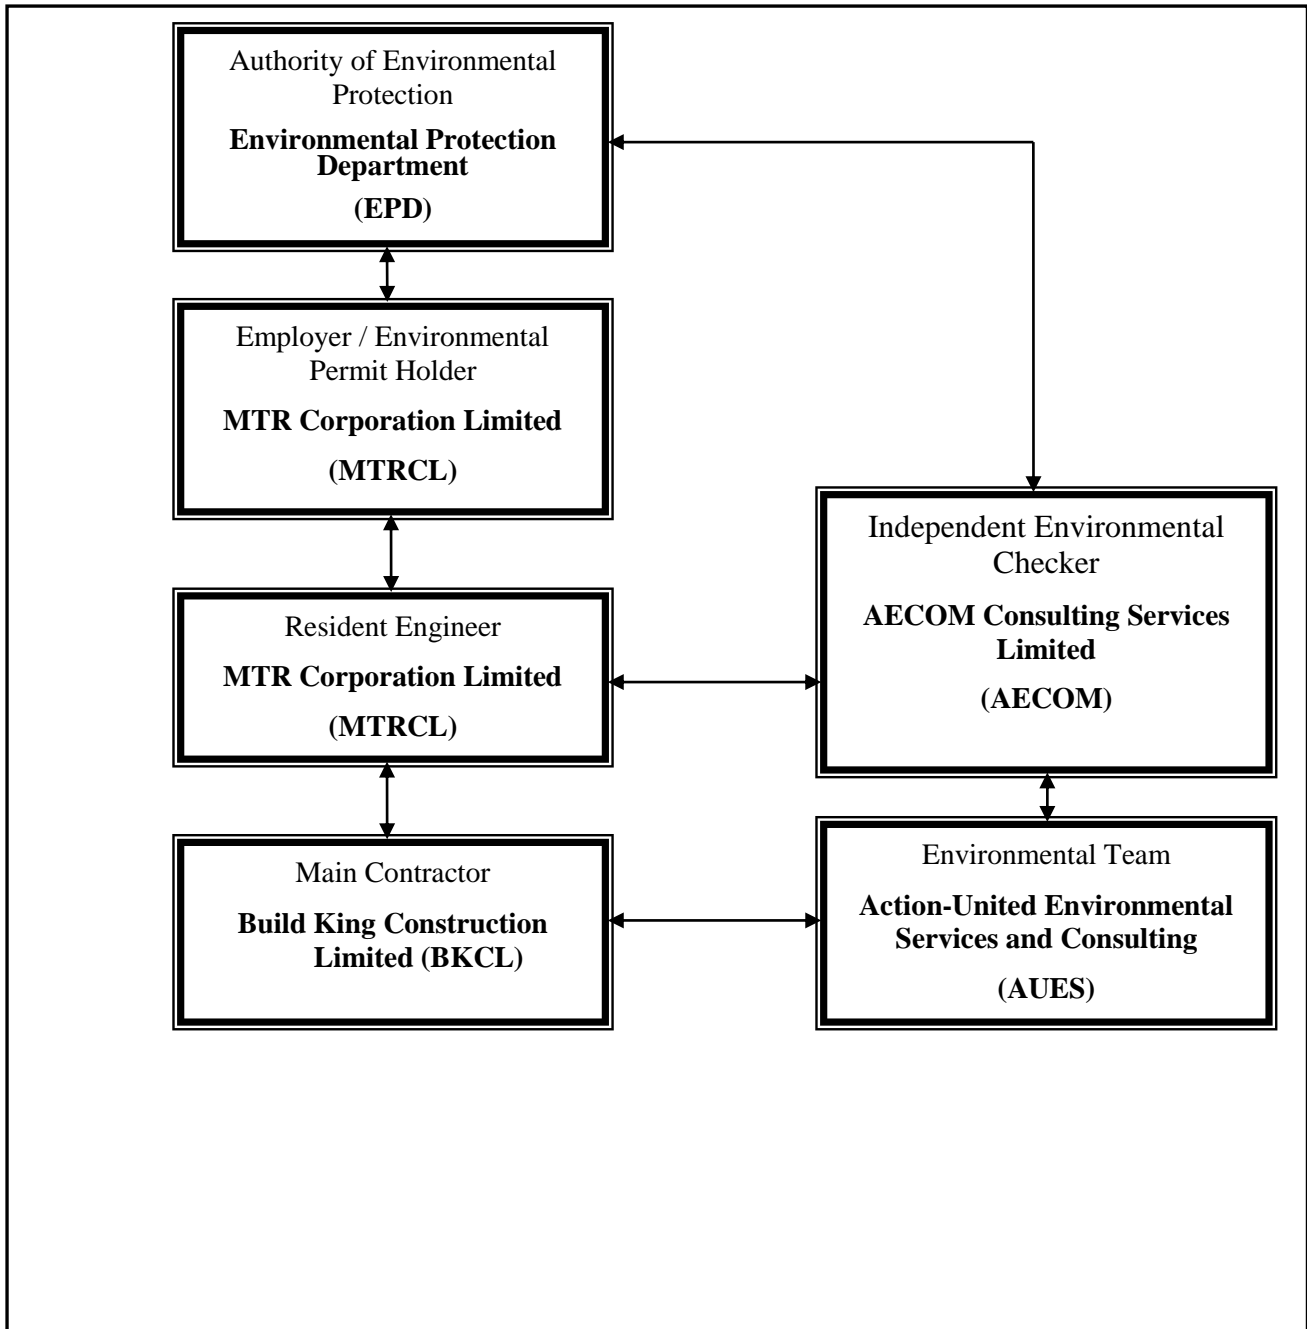 Authority of Environmental
Protection
Environmental Protection
Department
(EPD)
Employer / Environmental
Permit Holder
MTR Corporation Limited
(MTRCL)
Resident Engineer
MTR Corporation Limited
(MTRCL)
Main Contractor
Build King Construction
Limited (BKCL)
Independent Environmental
Checker
AECOM Consulting Services
Limited
(AECOM)
Environmental Team
Action-United Environmental
Services and Consulting
(AUES)